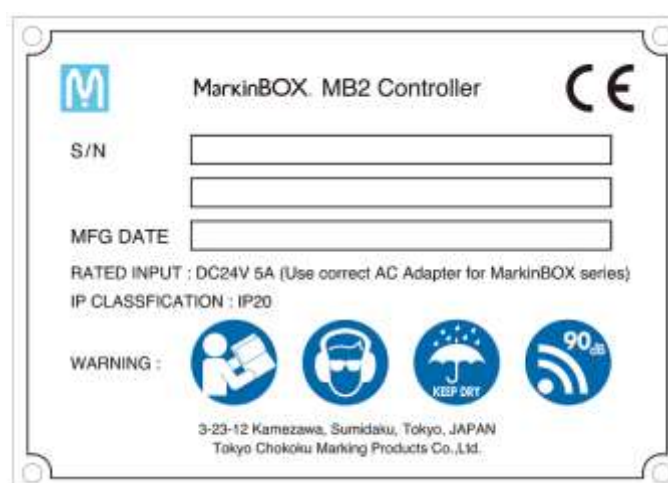 M
MarkinBOX. MB2 Controller
CE
S/N
MFG DATE
RATED INPUT : DC24V 5A (Use correct AC Adapter for MarkinBOX series)
IP CLASSFICATION : IP20
WARNING :
KEEP DRY
90dB
3-23-12 Kamezawa, Sumidaku, Tokyo, JAPAN
Tokyo Chokoku Marking Products Co.,Ltd.